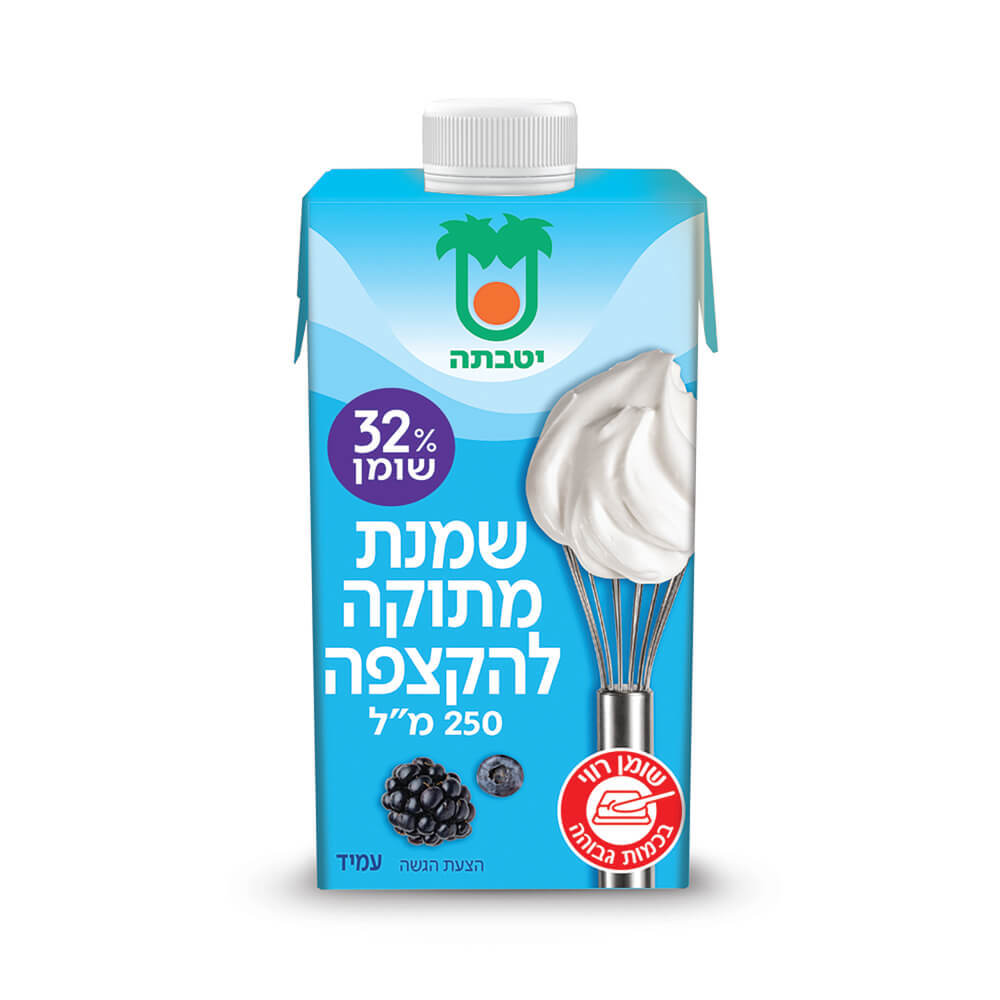 יטבתה
32%
שומן
שמנת
מתוקה
להקצפה
250 מ"ל
שומן רווי
בכמות גבוהה
הצעת הגשה
עמיד